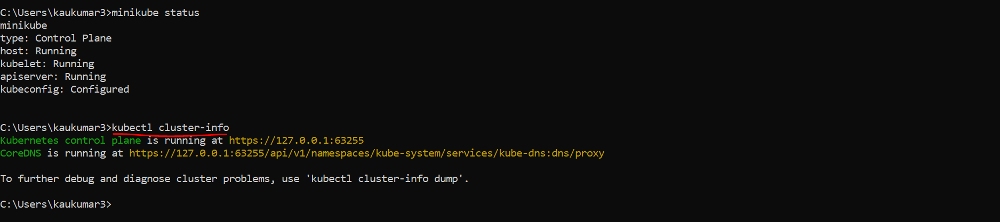 C:\Users\kaukumar3>minikube status
minikube
type: Control Plane
host: Running
kubelet: Running
apiserver: Running
kubeconfig: Configured
C:\Users\kaukumar3>kubectl cluster-info
Kubernetes control plane is running at https://127.0.0.1:63255
CoreDNS is running at https://127.0.0.1:63255/api/v1/namespaces/kube-system/services/kube-dns:dns/proxy
To further debug and diagnose cluster problems, use 'kubectl cluster-info dump'.
C:\Users\kaukumar3>